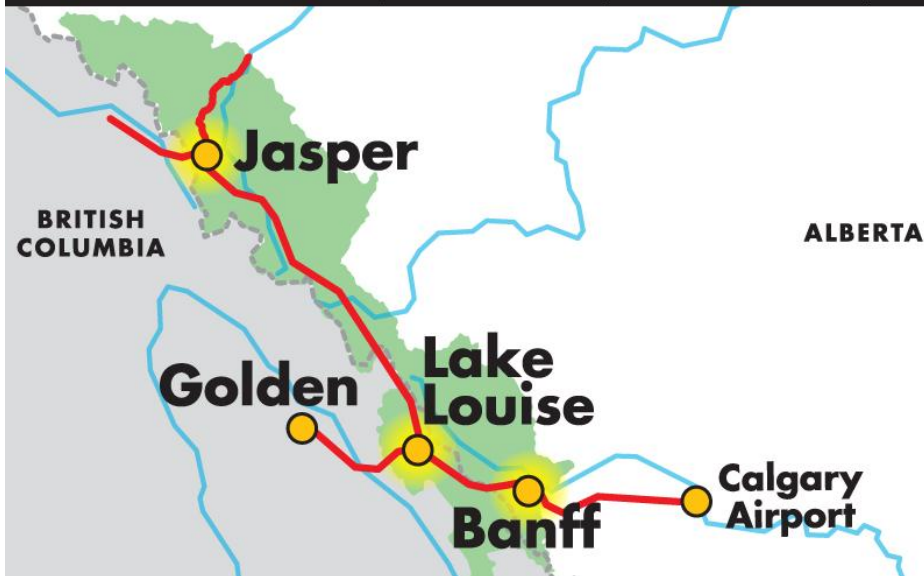 Jasper
BRITISH
COLUMBIA
ALBERTA
Lake
Louise
Golden
Calgary
Airport
Banff